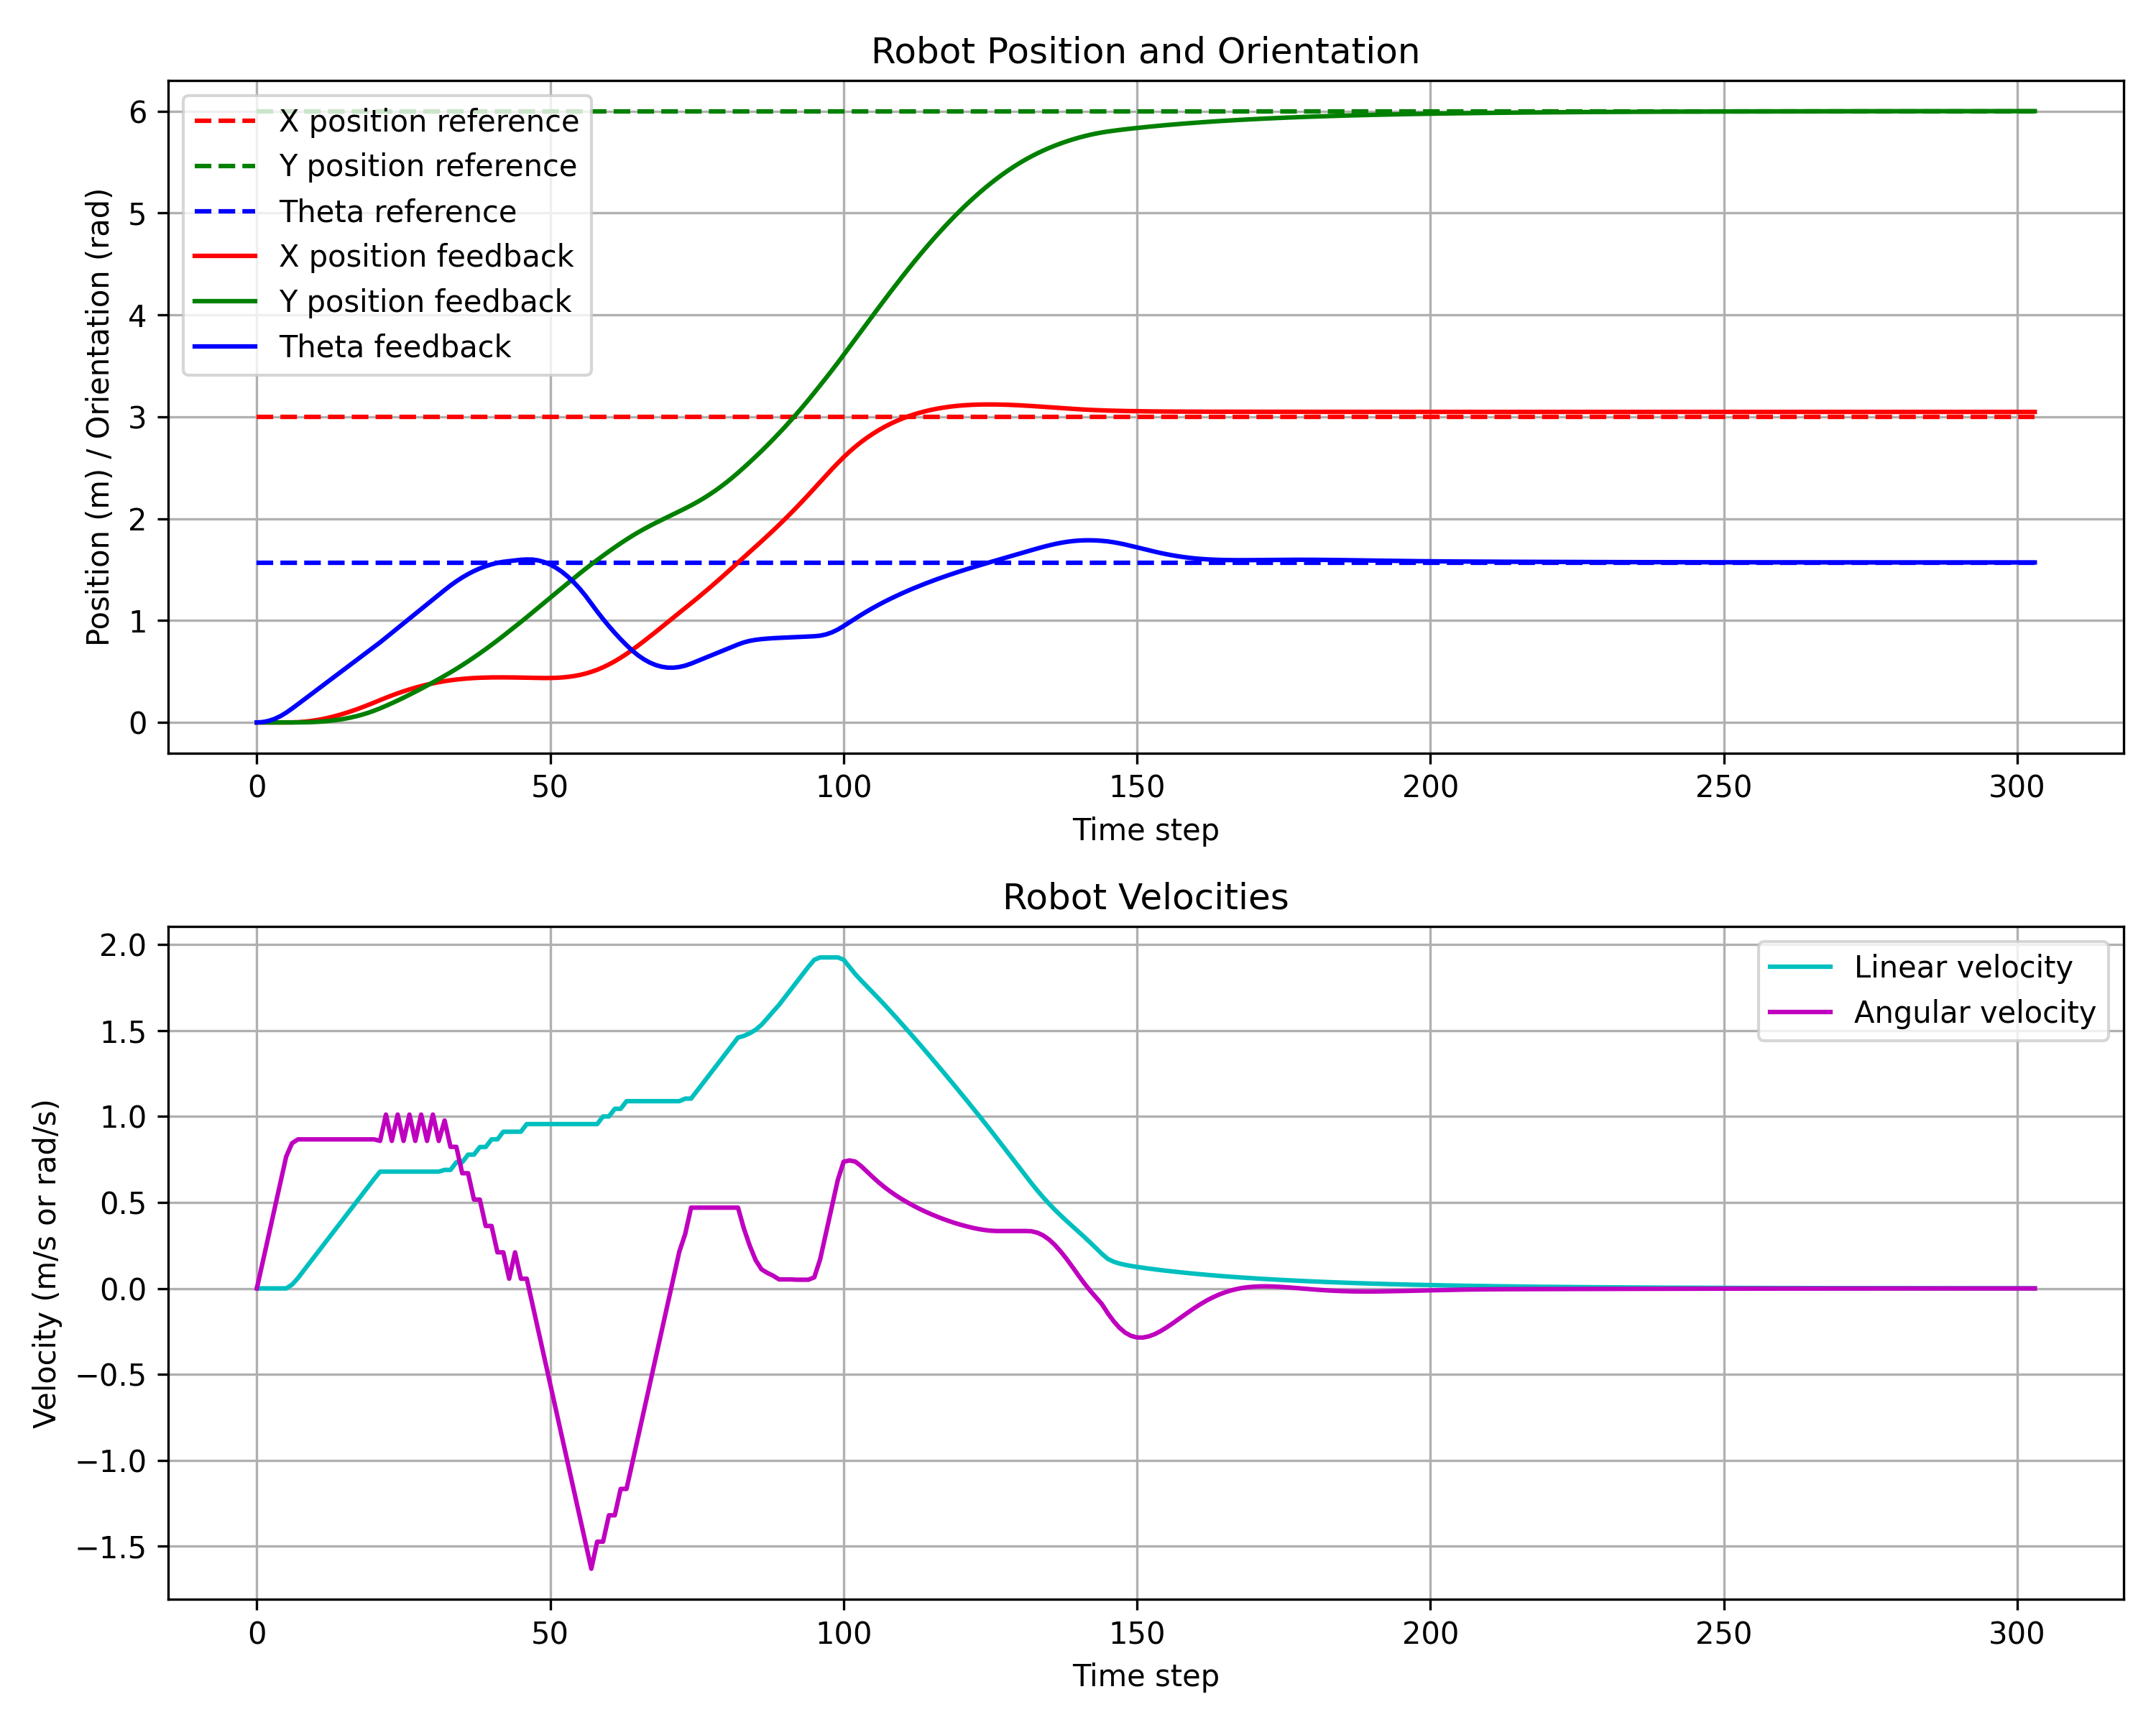 Robot Position and Orientation
Position (m) / Orientation (rad)
6
5
4
3
2
1
0
X position reference
Y position reference
Theta reference
X position feedback
Y position feedback
Theta feedback
0 50 100 150 200 250 300
Time step
Robot Velocities
Velocity (m/s or rad/s)
2.0
1.5
1.0
0.5
0.0
−0.5
−1.0
−1.5
Linear velocity
Angular velocity
0 50 100 150 200 250 300
Time step